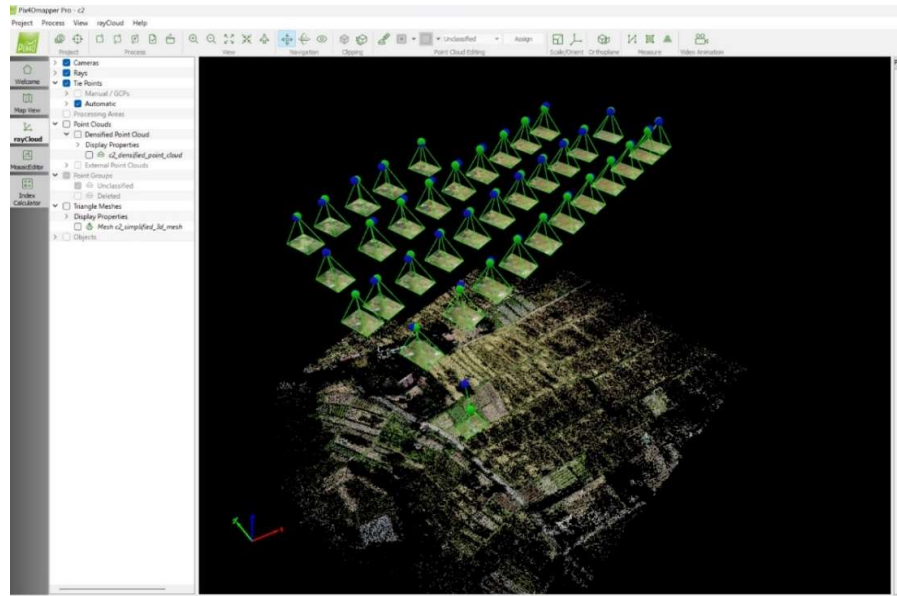 Pix4Dmapper Pro - c2
Project Process View rayCloud Help
Unclassified Assign
Project Process View Navigation Clipping Point Cloud Editing Scale/Orient Orthoplane Measure Video Animation
Welcome
Map View
rayCloud
MosaicEditor
Index
Calculator
Cameras
Rays
Tie Points
Manual / GCPs
Automatic
Processing Areas
Point Clouds
Densified Point Cloud
Display Properties
c2_densified_point_cloud
External Point Clouds
Point Groups
Unclassified
Deleted
Triangle Meshes
Display Properties
Mesh c2_simplified_3d_mesh
Objects